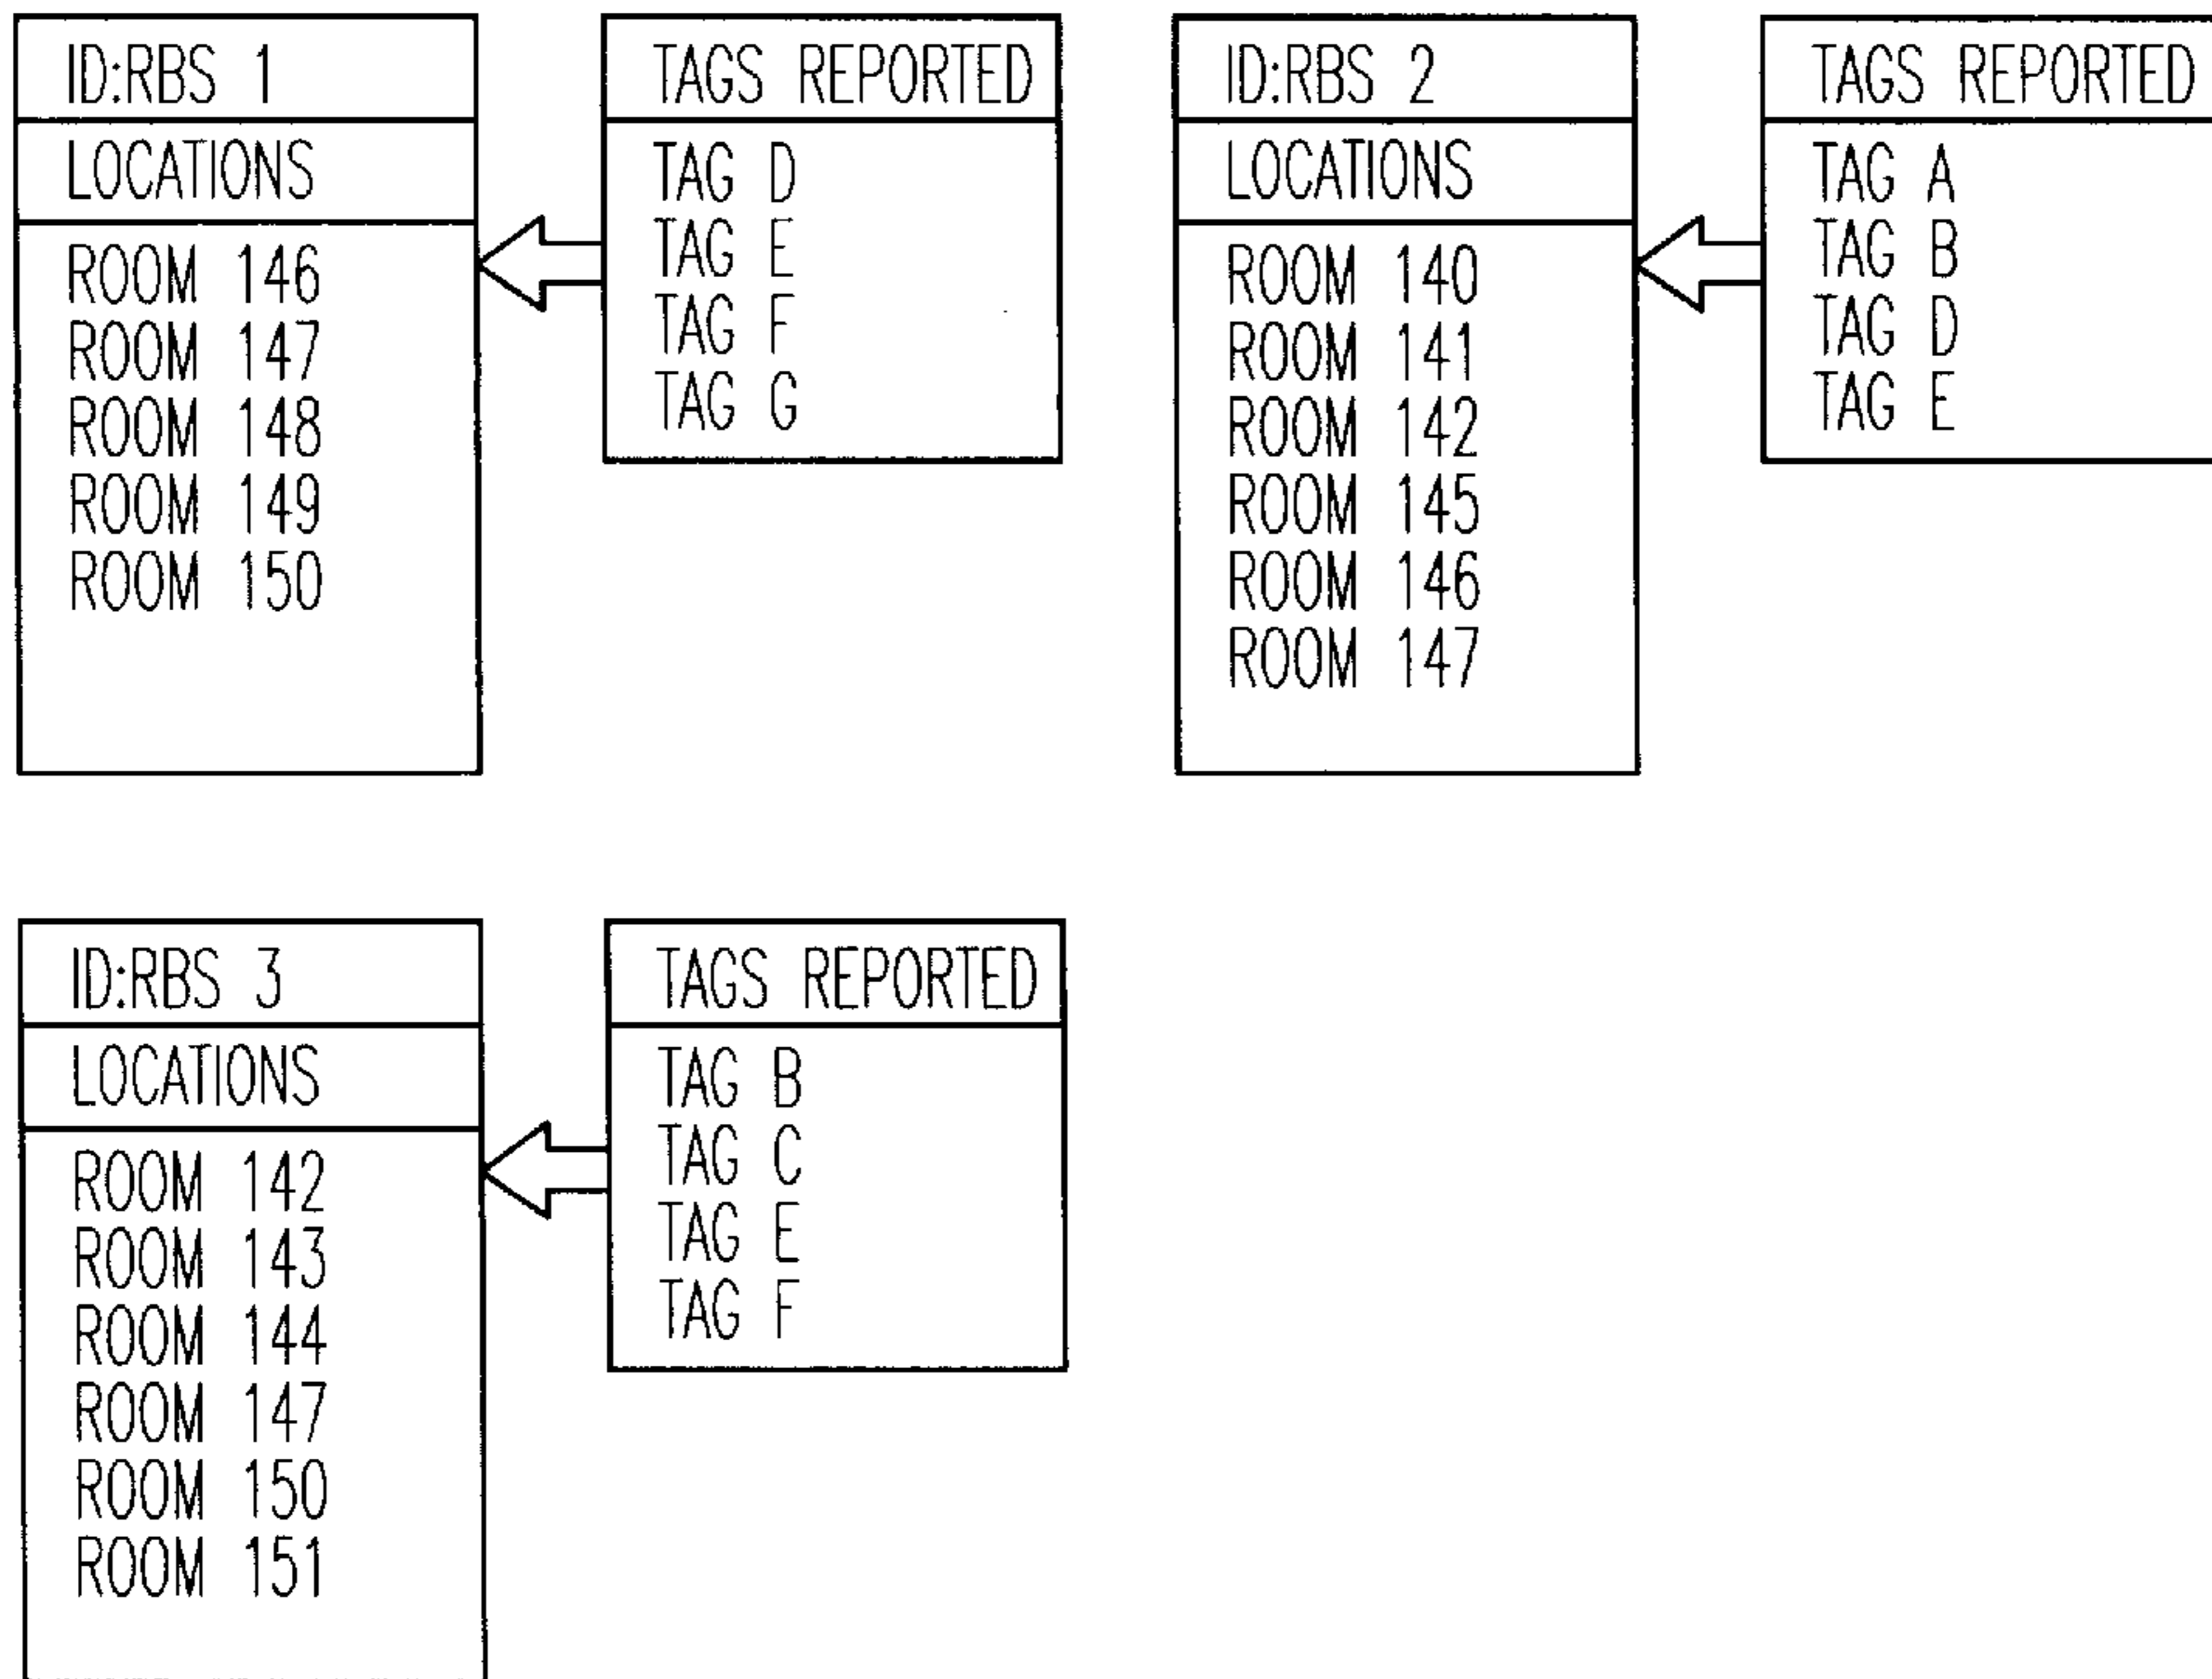 ID:RBS 1
LOCATIONS
ROOM 146
ROOM 147
ROOM 148
ROOM 149
ROOM 150
TAGS REPORTED
TAG D
TAG E
TAG F
TAG G
ID:RBS 2
LOCATIONS
ROOM 140
ROOM 141
ROOM 142
ROOM 145
ROOM 146
ROOM 147
TAGS REPORTED
TAG A
TAG B
TAG D
TAG E
ID:RBS 3
LOCATIONS
ROOM 142
ROOM 143
ROOM 144
ROOM 147
ROOM 150
ROOM 151
TAGS REPORTED
TAG B
TAG C
TAG E
TAG F